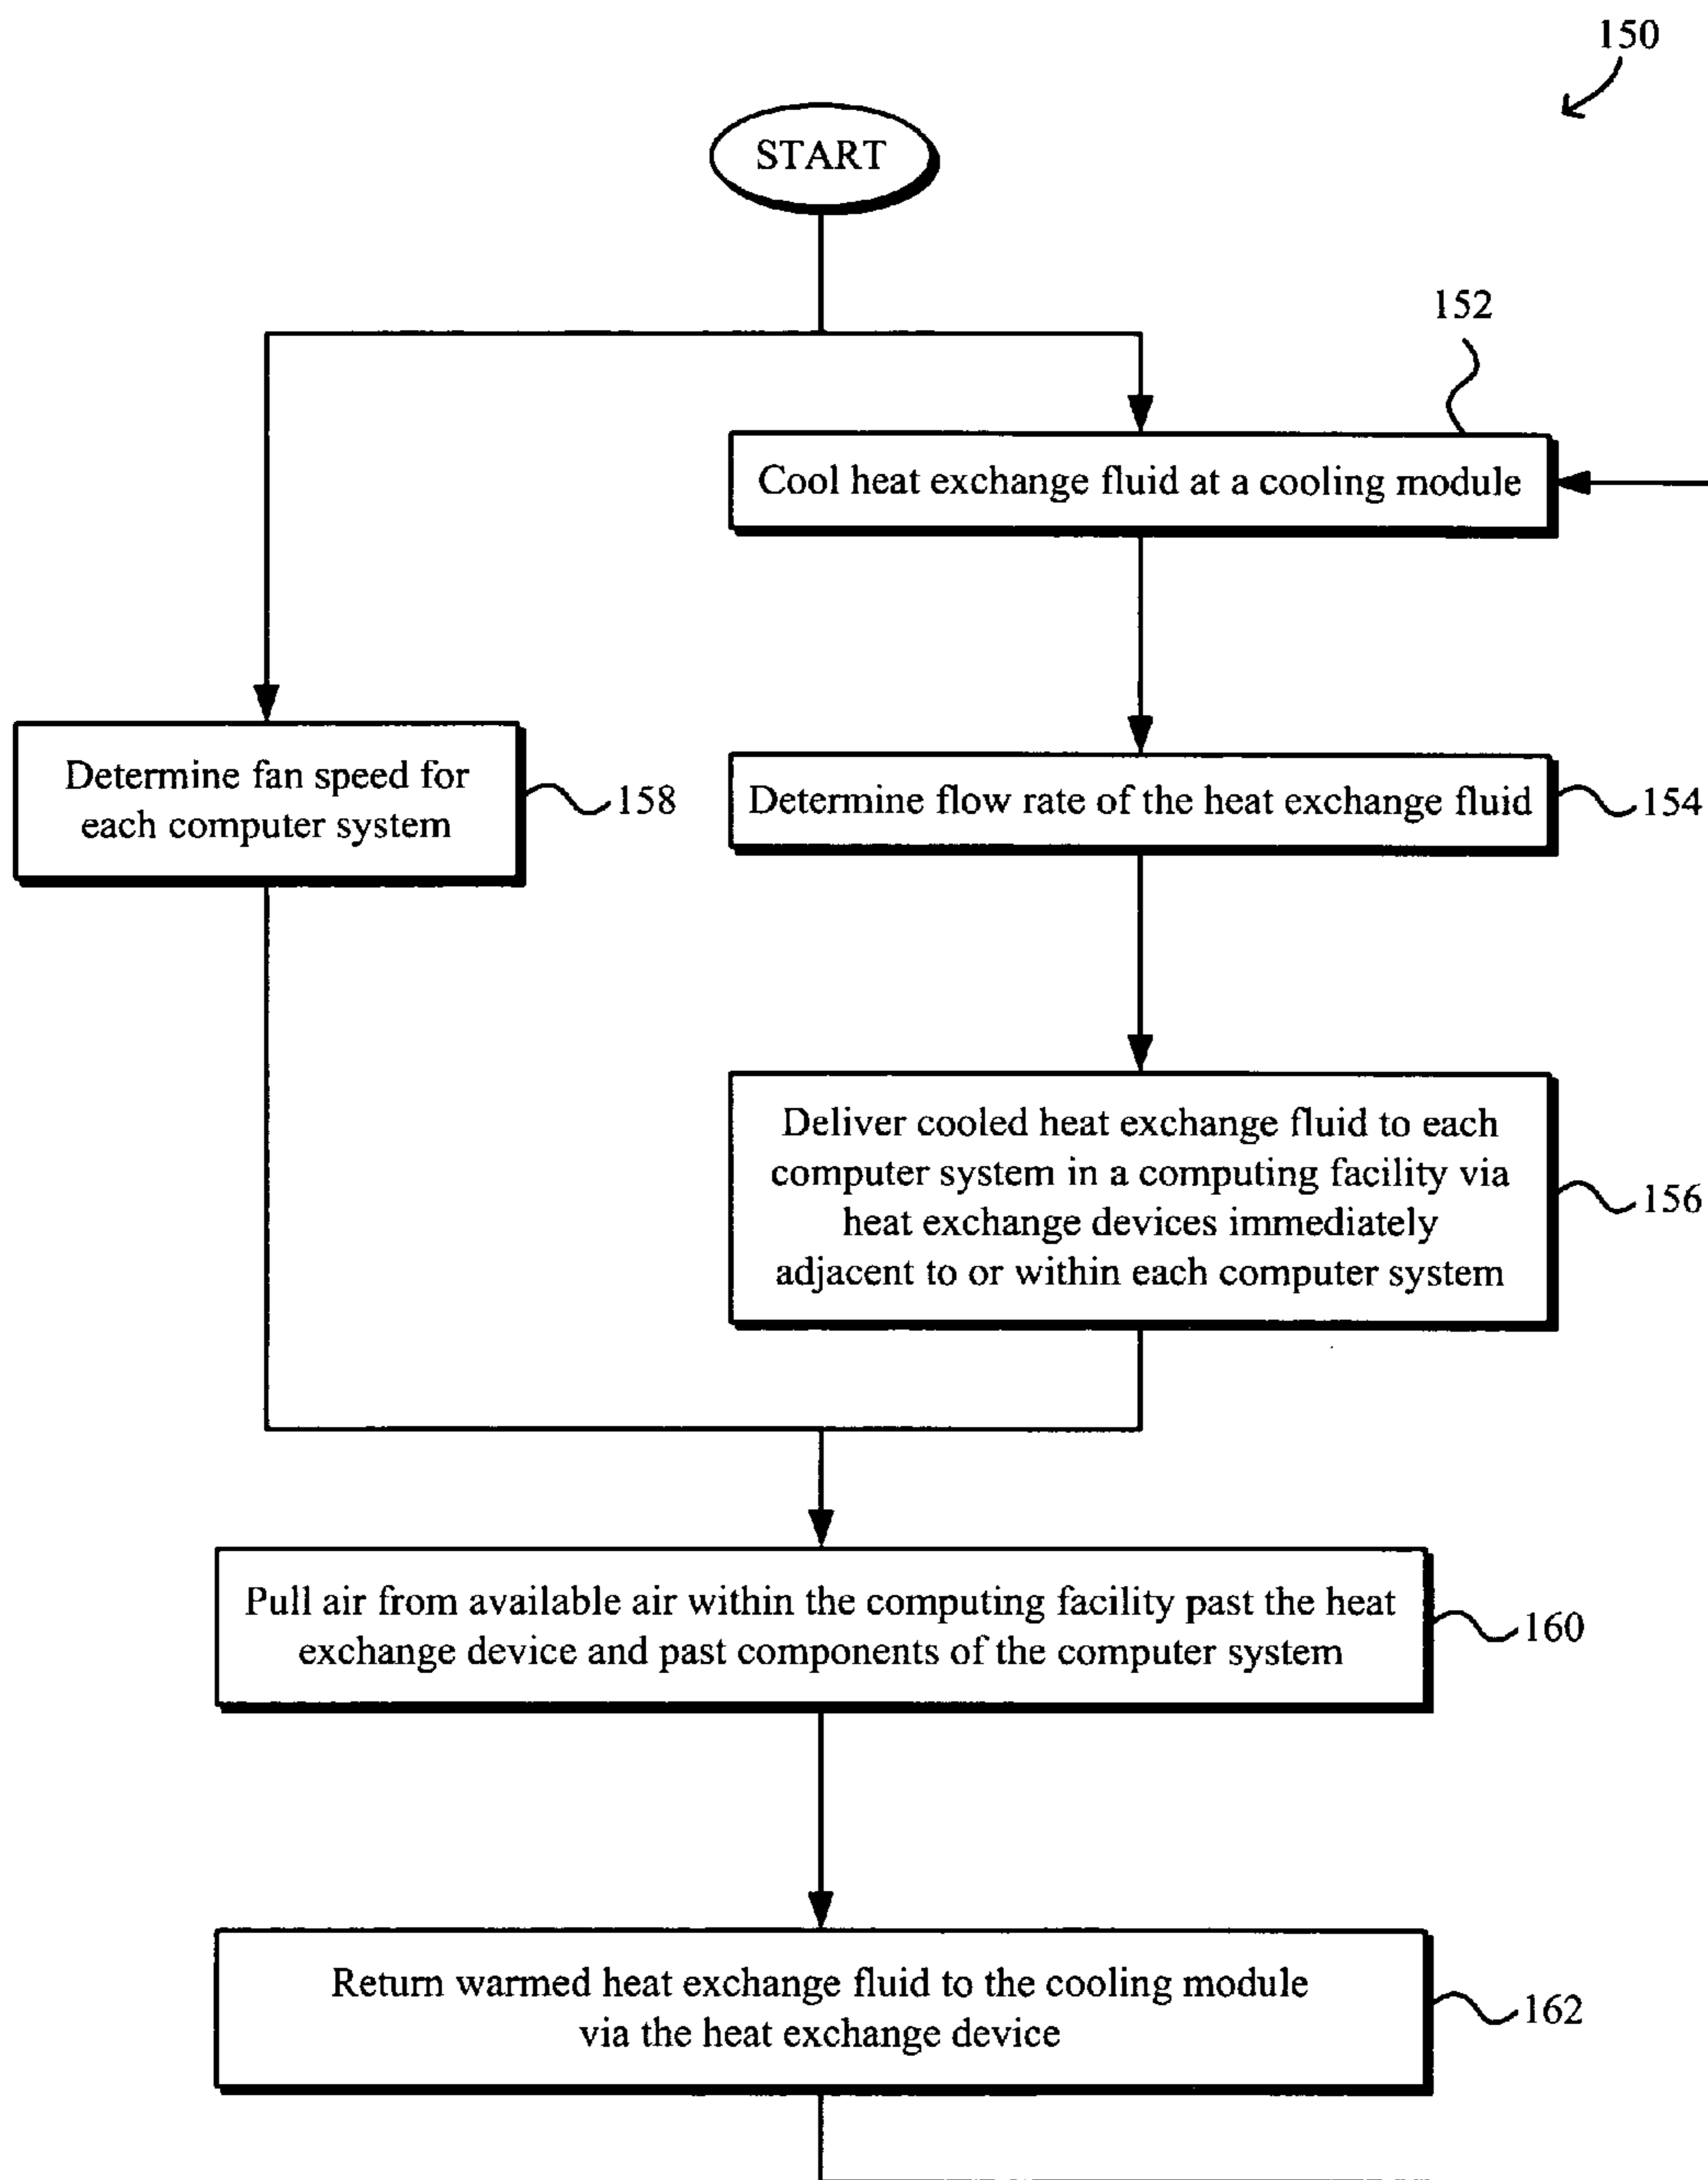 150
START
152
Cool heat exchange fluid at a cooling module
Determine fan speed for
each computer system
158
Determine flow rate of the heat exchange fluid
154
Deliver cooled heat exchange fluid to each
computer system in a computing facility via
heat exchange devices immediately
adjacent to or within each computer system
156
Pull air from available air within the computing facility past the heat
exchange device and past components of the computer system
160
Return warmed heat exchange fluid to the cooling module
via the heat exchange device
162